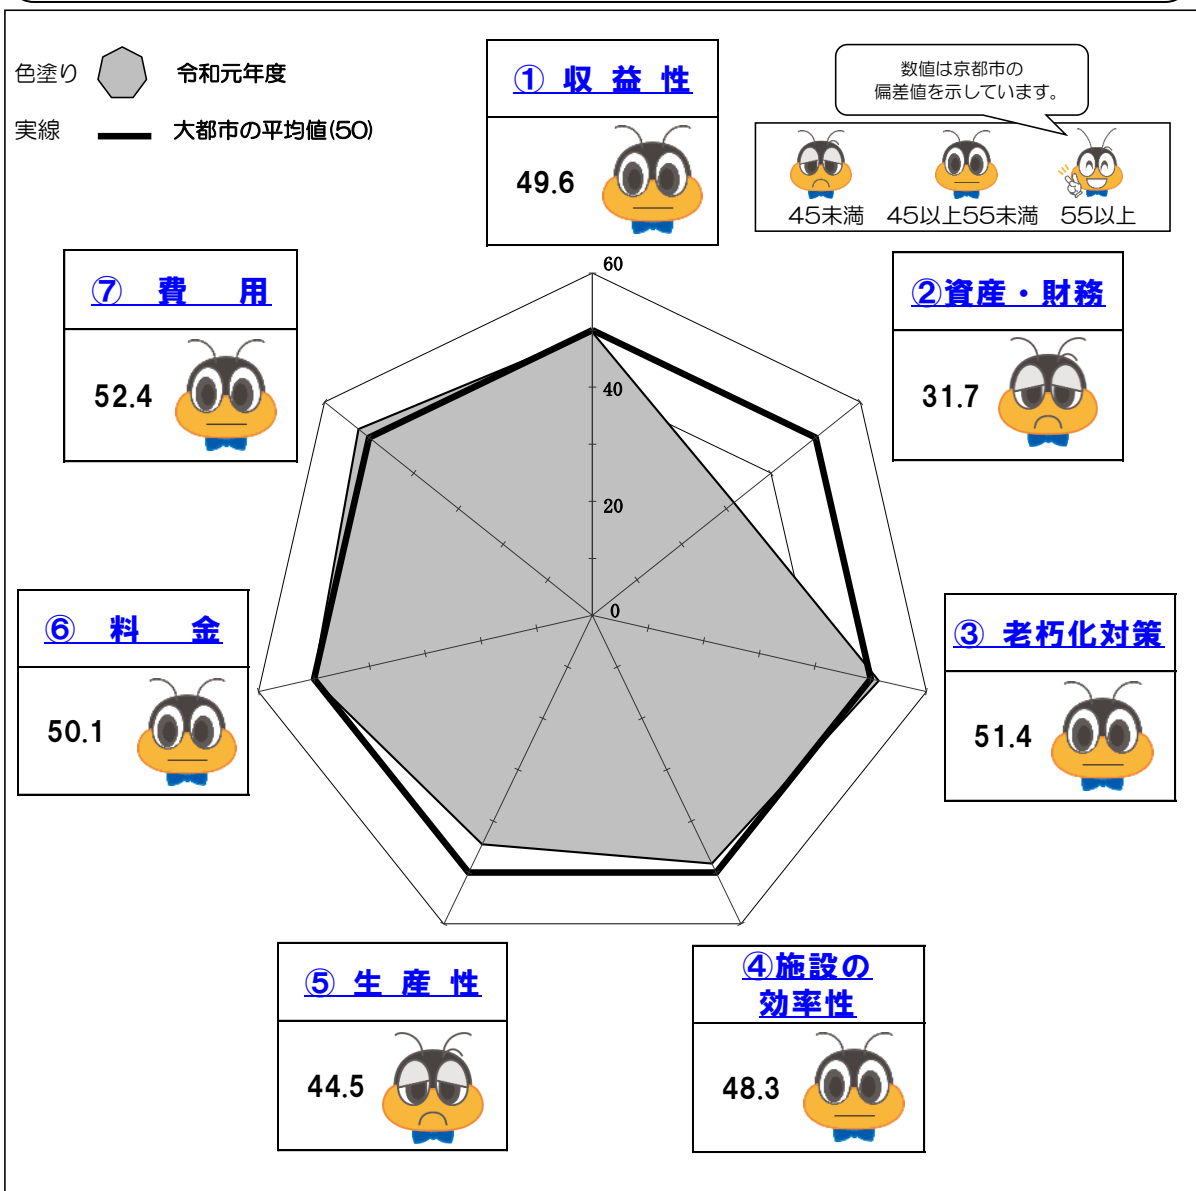 色塗り 令和元年度
実線 大都市の平均値(50)
① 収 益 性
49.6
数値は京都市の
偏差値を示しています。
45未満 45以上55未満 55以上
⑦ 費 用
52.4
②資産・財務
31.7
60
40
20
0
⑥ 料 金
50.1
③ 老朽化対策
51.4
⑤ 生 産 性
44.5
④施設の
効率性
48.3